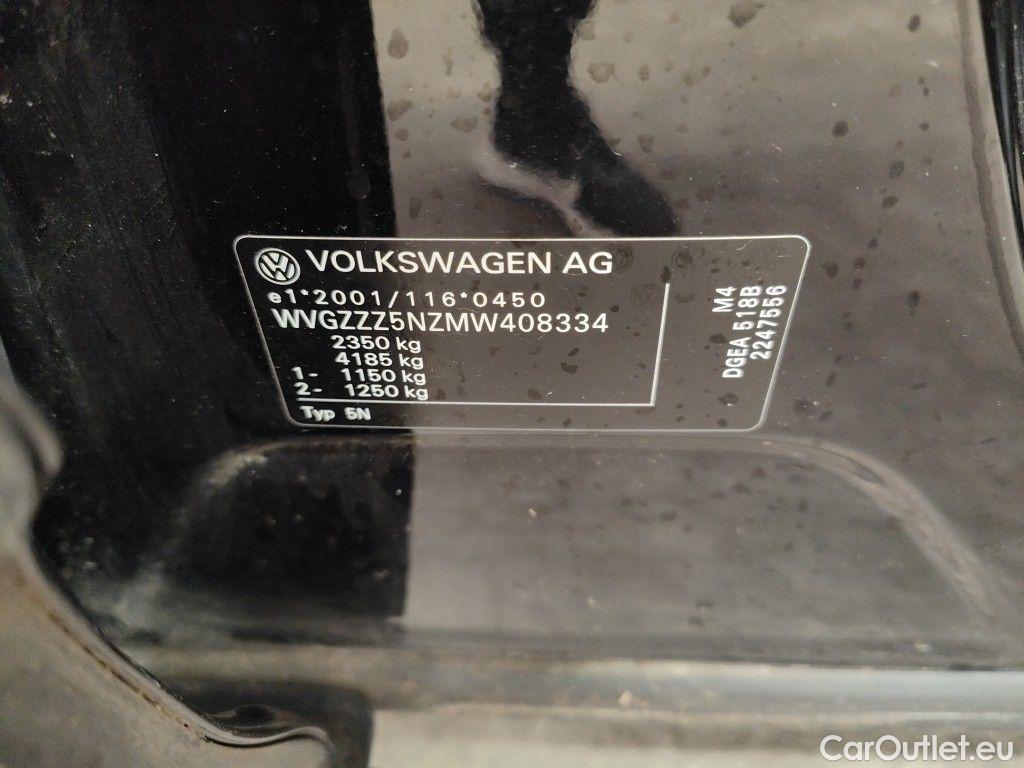 VOLKSWAGEN AG
e1*2001/116*0450
WVGZZZ5NZMW408334
2350 kg
4185 kg
1- 1150 kg
2- 1250 kg
Typ 5N
M4
DGEA 518B
2247556
CarOutlet.eu